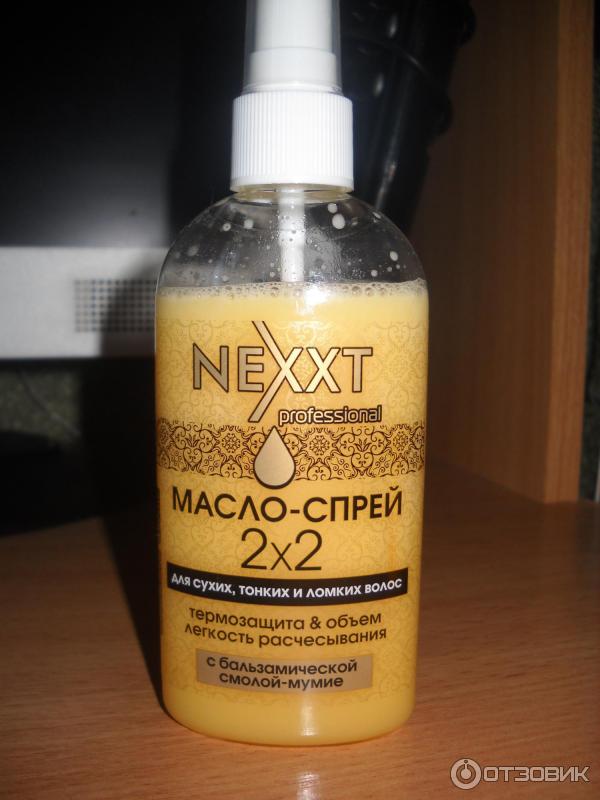 NEXXT
professional
МАСЛО-СПРЕЙ
2x2
для сухих, тонких и ломких волос
термозащита & объем
легкость расчесывания
с бальзамической
смолой-мумие
ОТЗОВИК